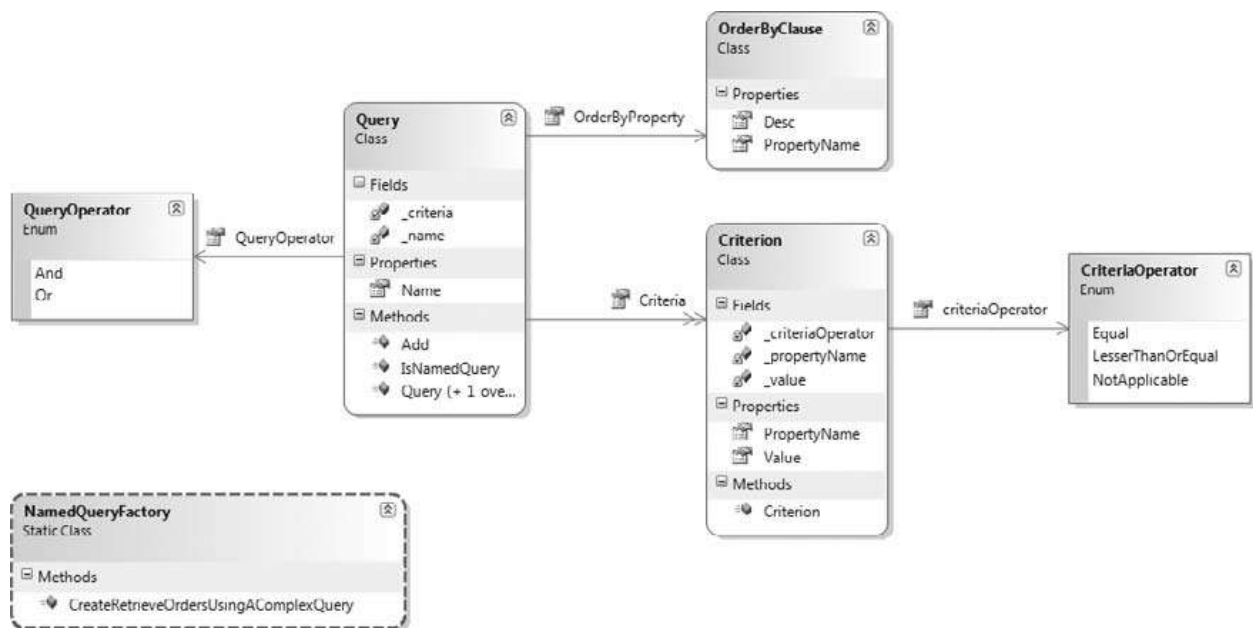 OrderByClause
Class
Properties
Desc
PropertyName
OrderByProperty
Query
Class
Fields
_criteria
_name
Properties
Name
Methods
Add
IsNamedQuery
Query (+ 1 ove...
QueryOperator
Enum
And
Or
QueryOperator
Criteria
Criterion
Class
Fields
_criteriaOperator
_propertyName
_value
Properties
PropertyName
Value
Methods
Criterion
criteriaOperator
CriteriaOperator
Enum
Equal
LesserThanOrEqual
NotApplicable
NamedQueryFactory
Static Class
Methods
CreateRetrieveOrdersUsingAComplexQuery